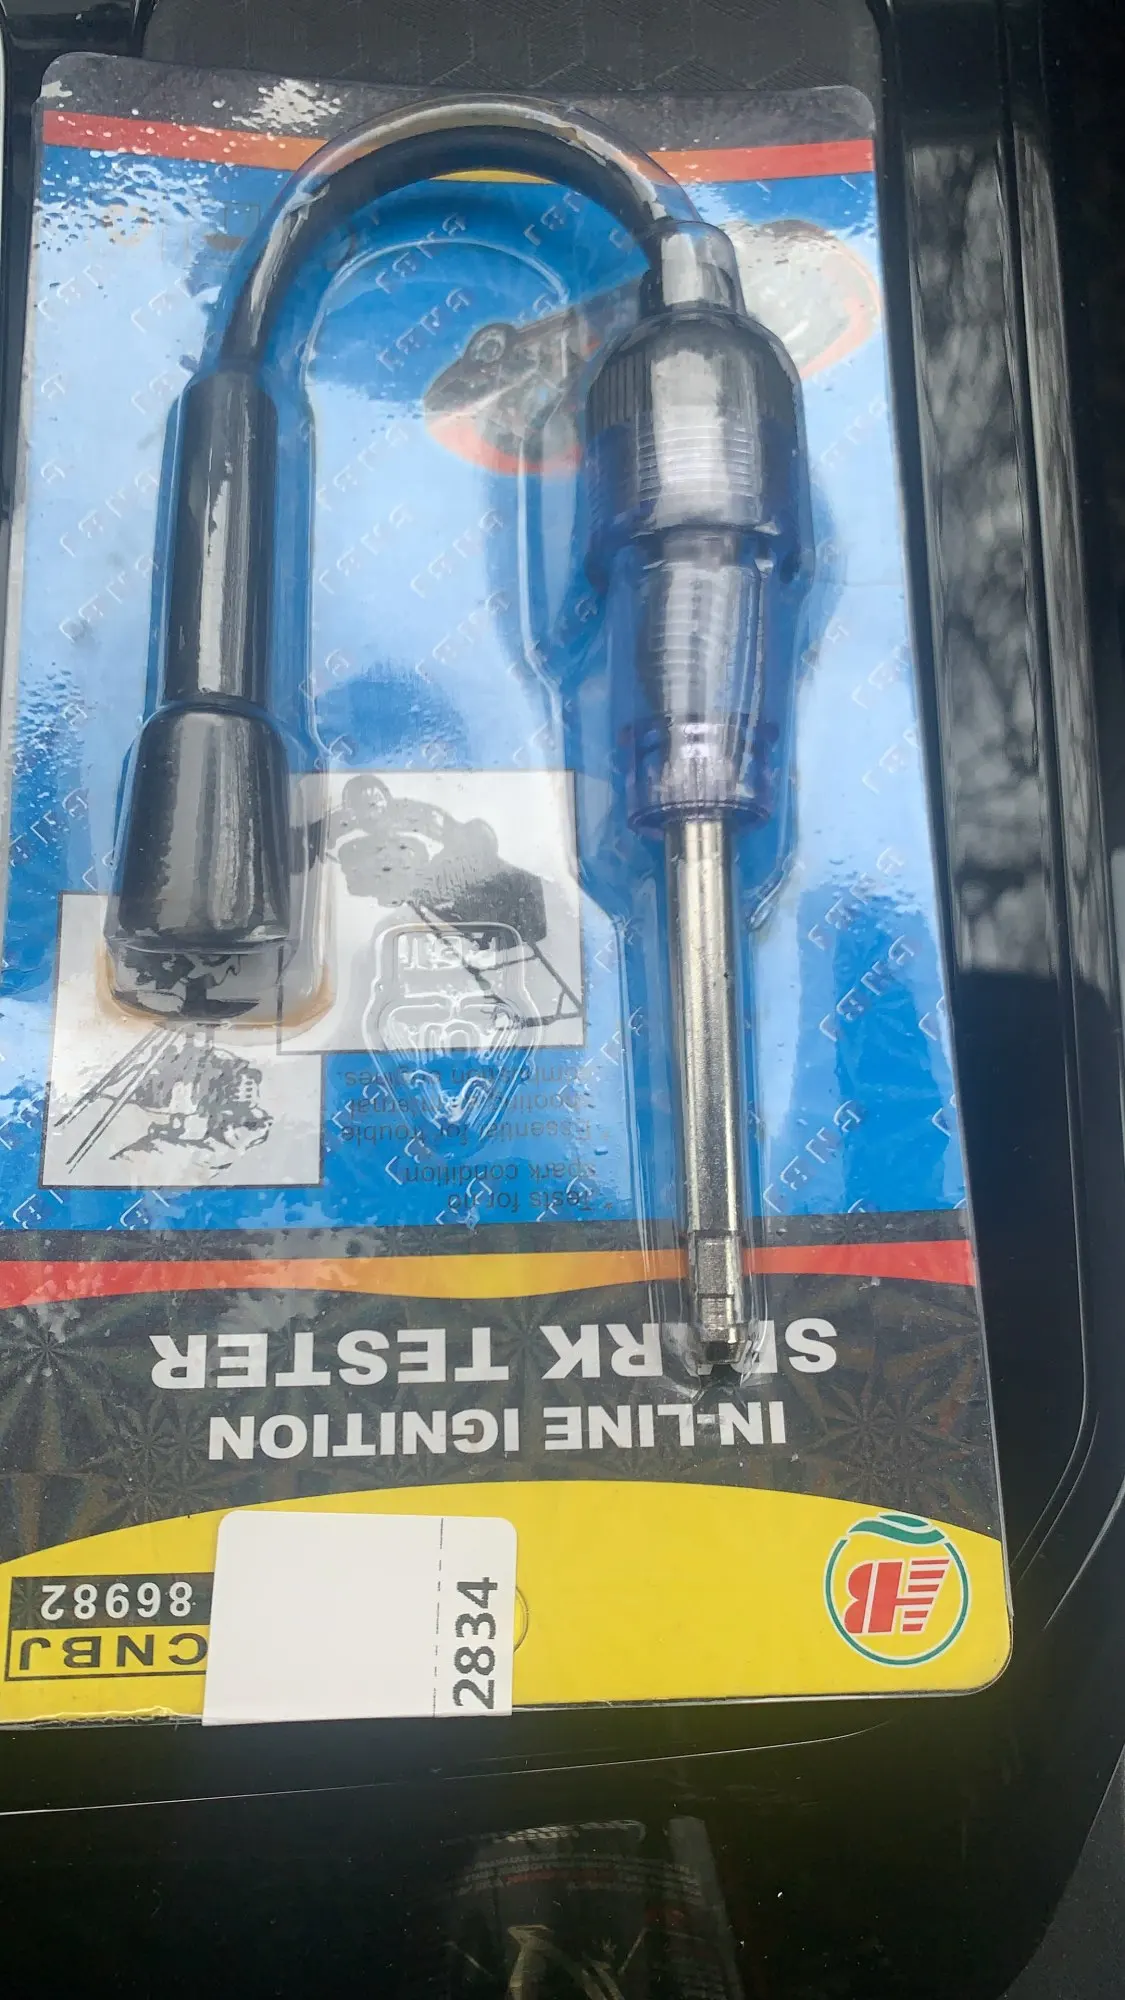 * Tests for no
spark condition.
* Essential for trouble
shooting internal
combustion engines.
SPARK TESTER
IN-LINE IGNITION
CNBJ
86982
2834